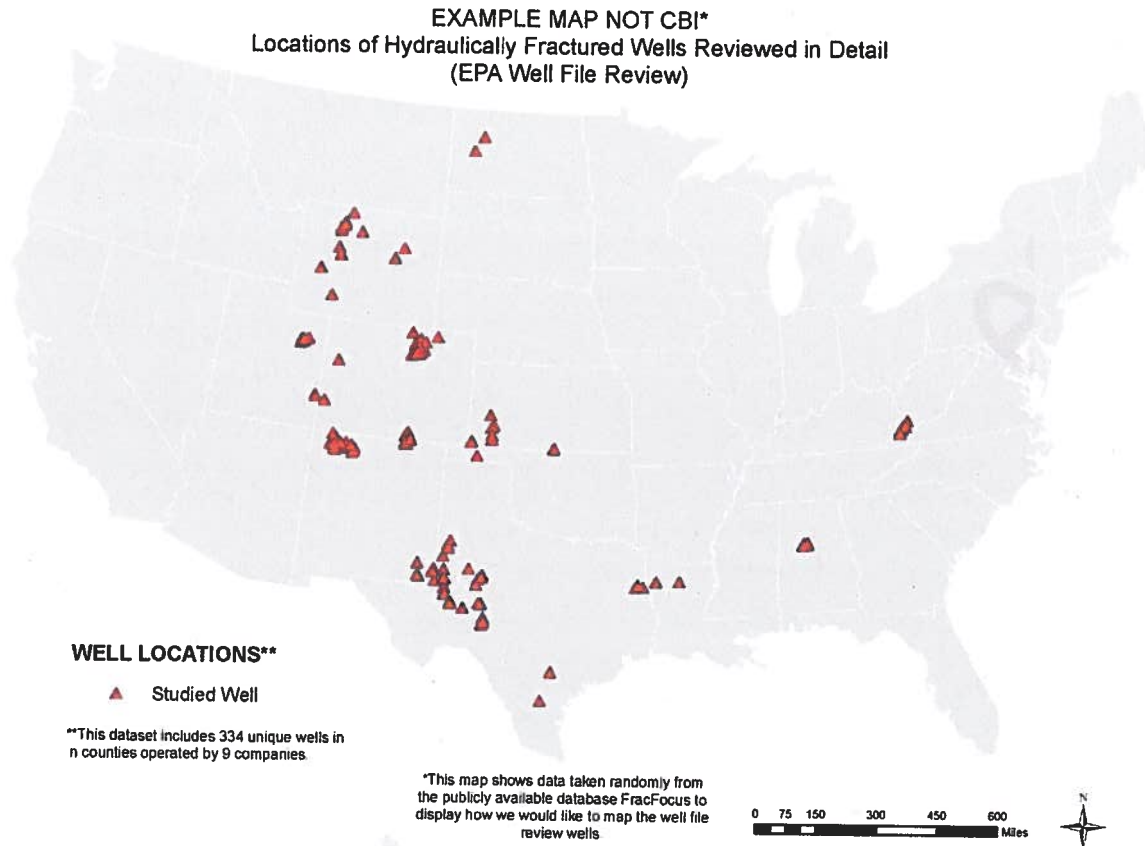 EXAMPLE MAP NOT CBI*
Locations of Hydraulically Fractured Wells Reviewed in Detail
(EPA Well File Review)
WELL LOCATIONS**
Studied Well
**This dataset includes 334 unique wells in
n counties operated by 9 companies.
*This map shows data taken randomly from
the publicly available database FracFocus to
display how we would like to map the well file
review wells
0 75 150 300 450 600
Miles
N